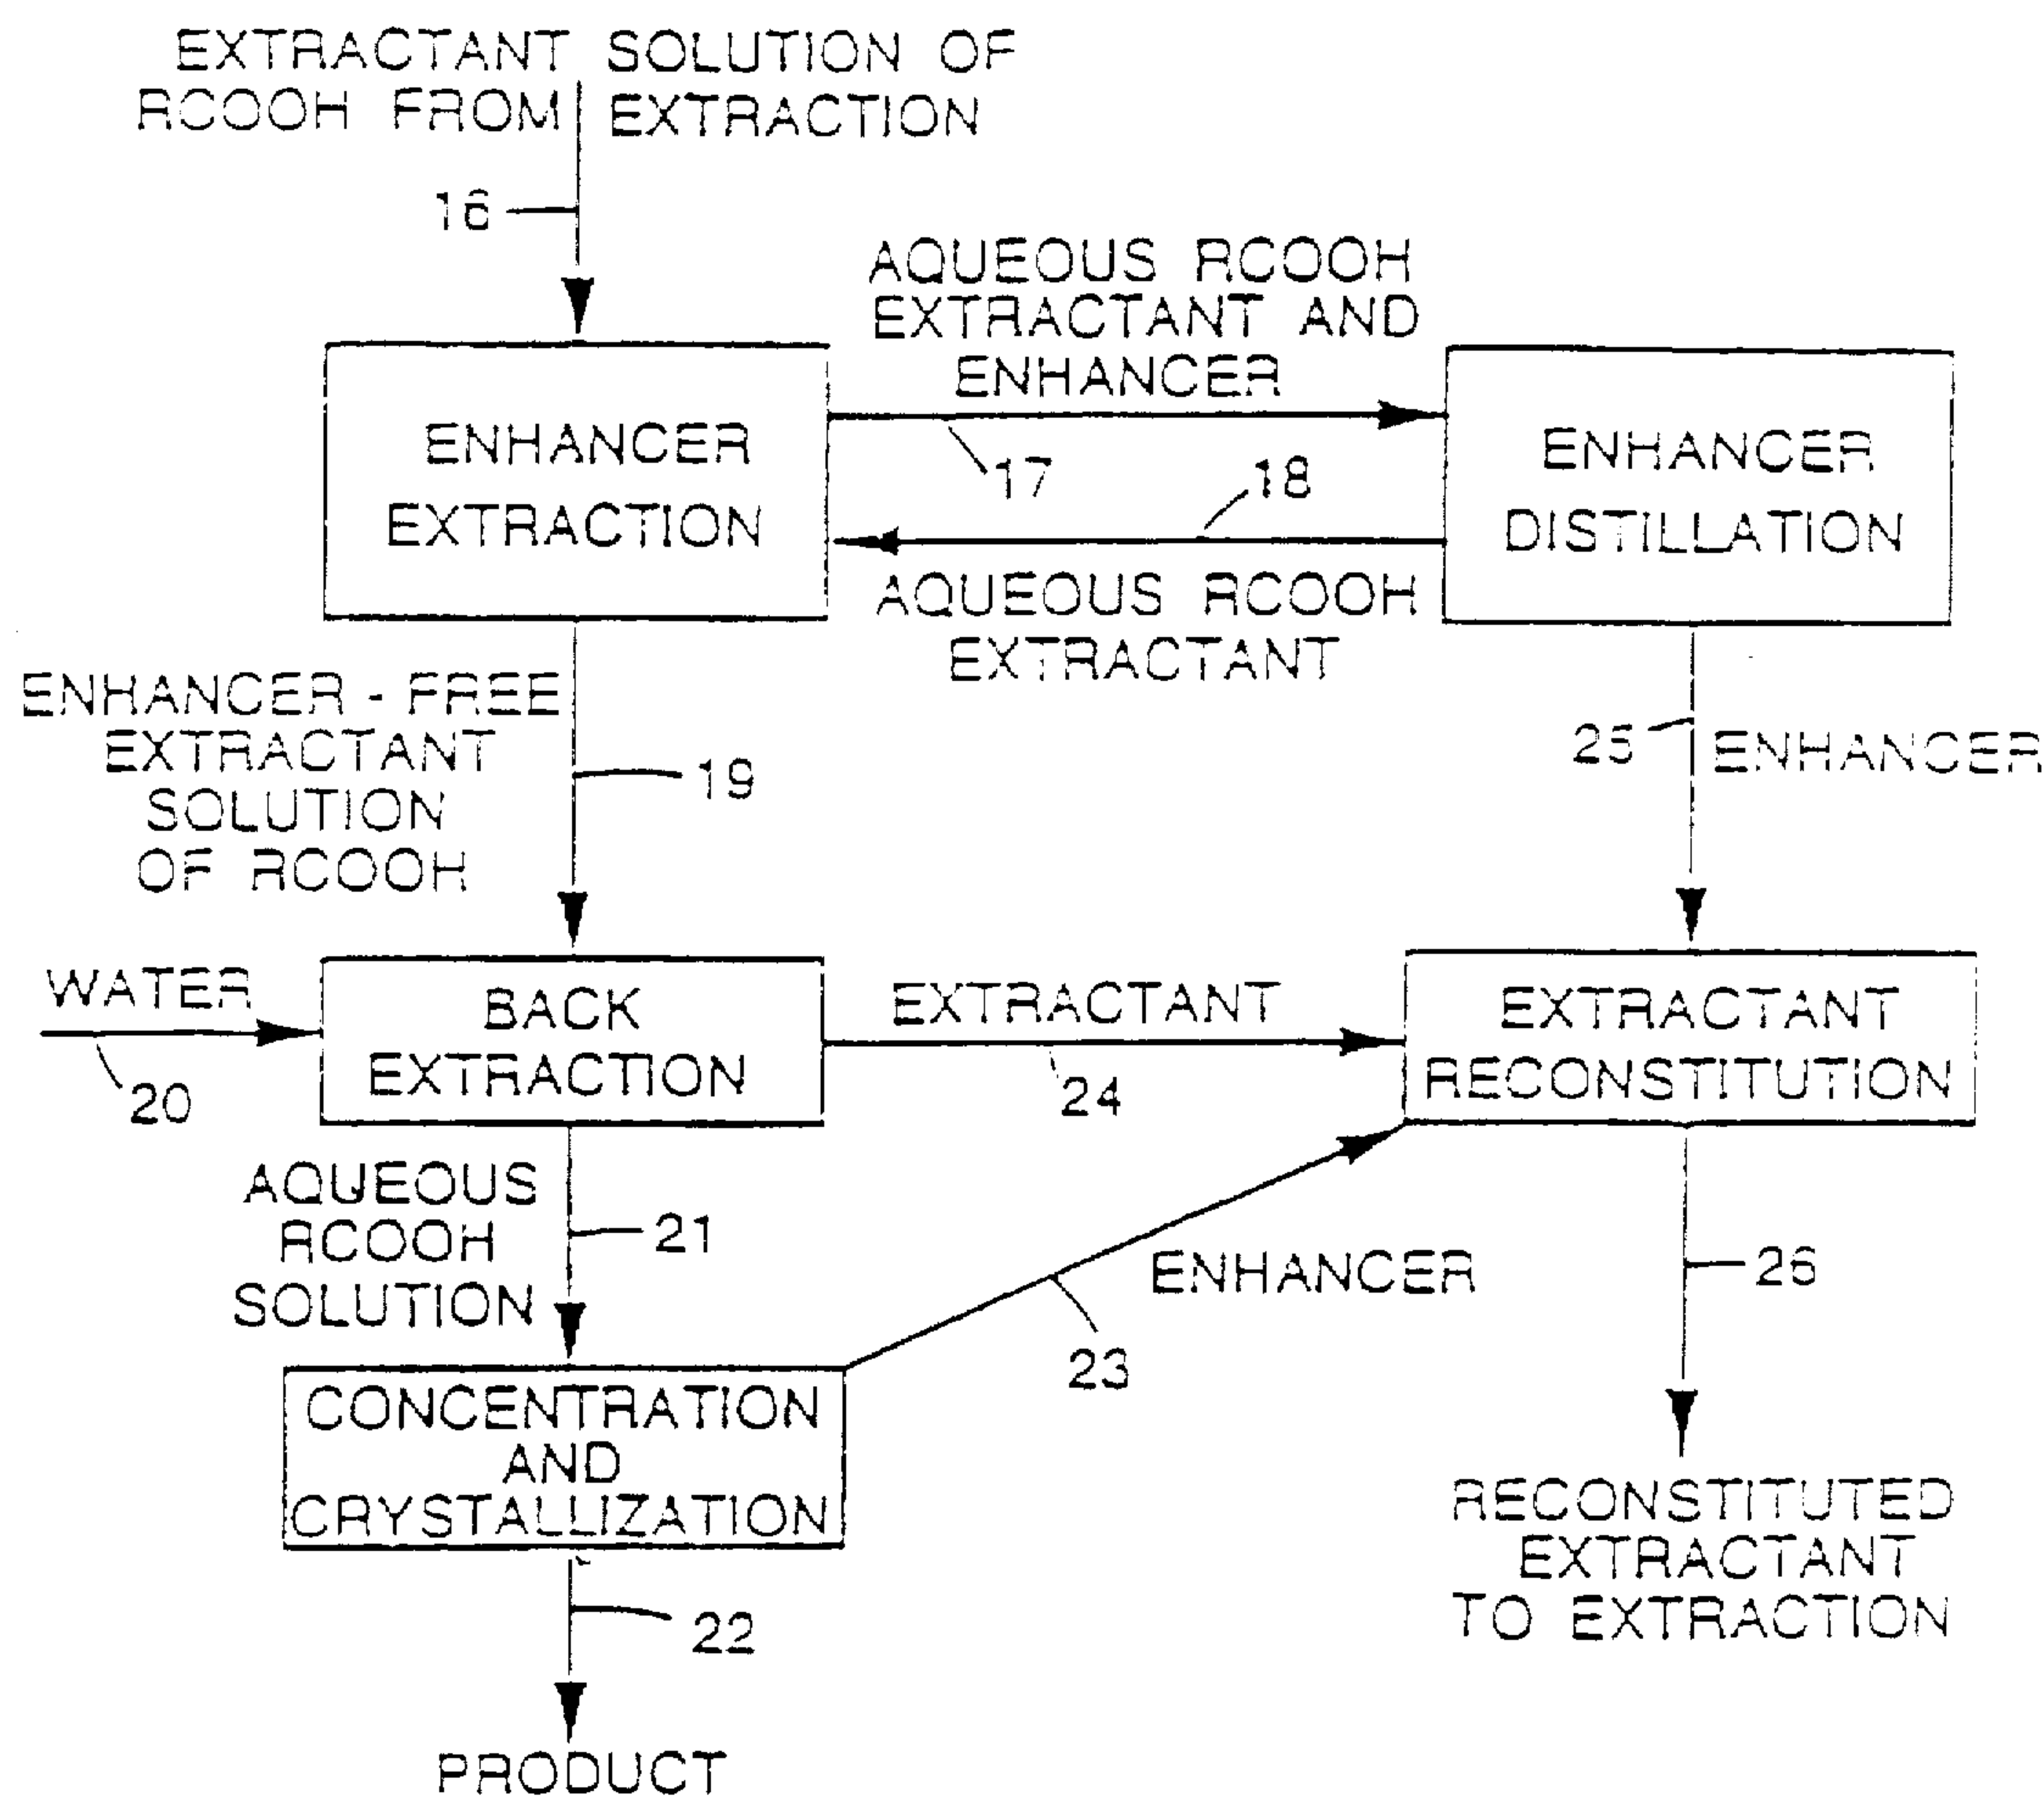 EXTRACTANT SOLUTION OF
RCOOH FROM EXTRACTION
16
AQUEOUS RCOOH
EXTRACTANT AND
ENHANCER
17
ENHANCER
EXTRACTION
ENHANCER
DISTILLATION
18
AQUEOUS RCOOH
EXTRACTANT
ENHANCER - FREE
EXTRACTANT
SOLUTION
OF RCOOH
19
25
ENHANCER
WATER
20
BACK
EXTRACTION
EXTRACTANT
24
EXTRACTANT
RECONSTITUTION
AQUEOUS
RCOOH
SOLUTION
21
ENHANCER
23
26
CONCENTRATION
AND
CRYSTALLIZATION
RECONSTITUTED
EXTRACTANT
TO EXTRACTION
22
PRODUCT